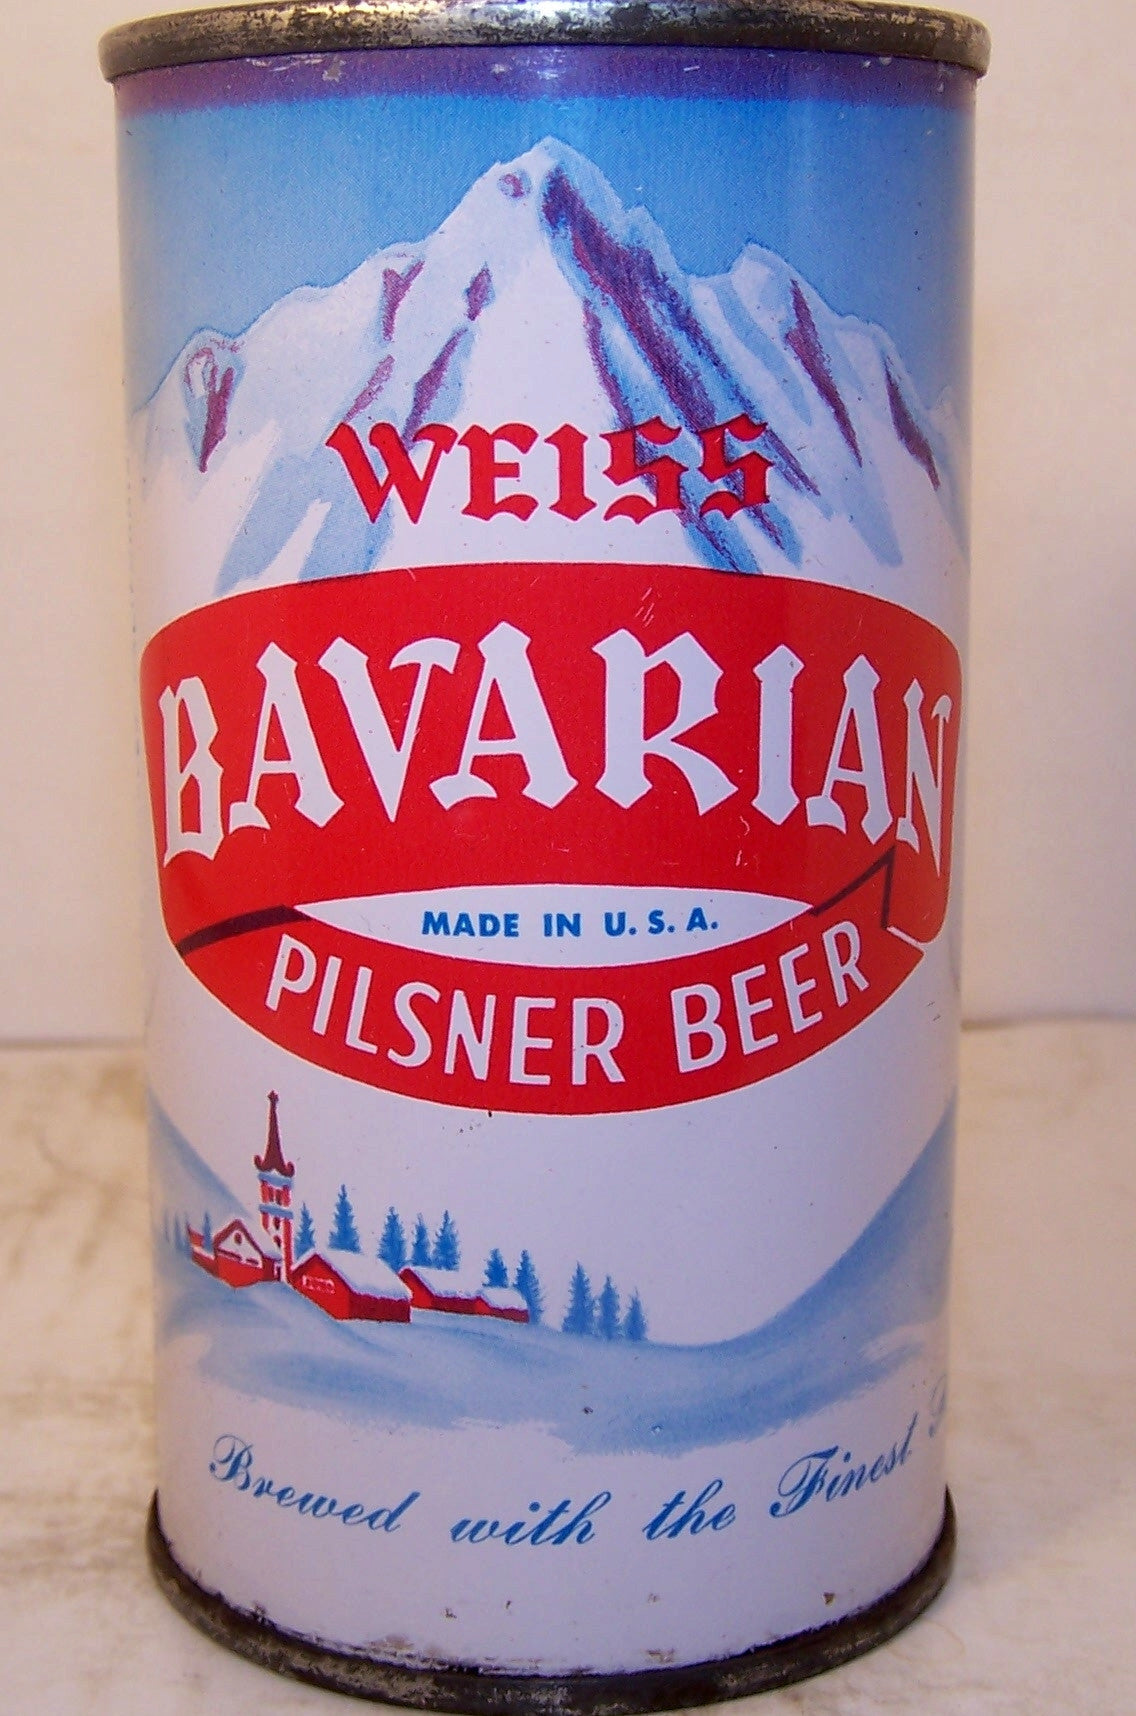 WEISS
BAVARIAN
MADE IN U.S.A.
PILSNER BEER
Brewed with the Finest